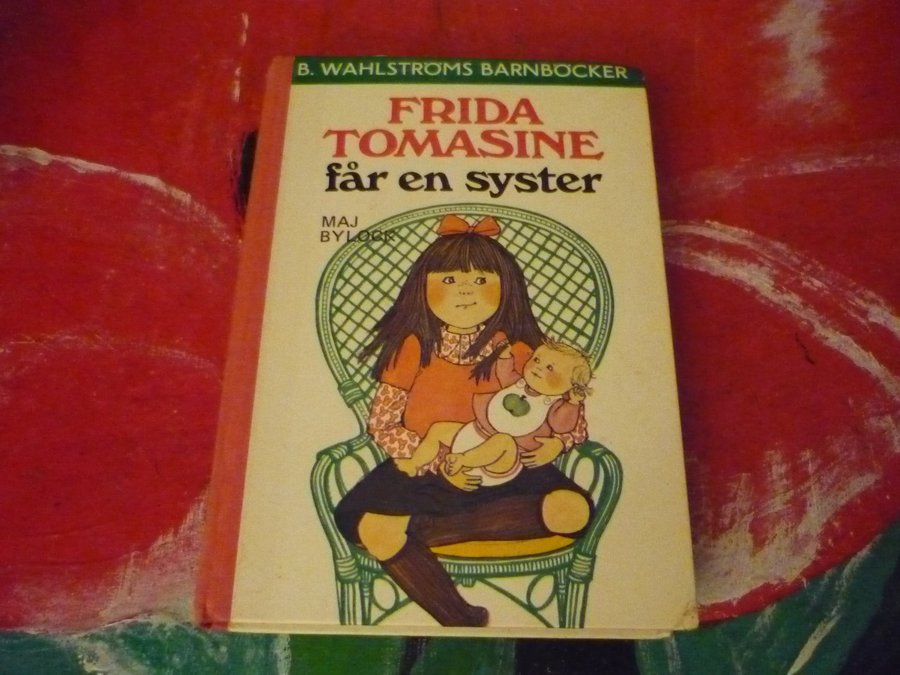 B. WAHLSTRÖMS BARNBÖCKER
FRIDA
TOMASINE
får en syster
MAJ
BYLOCK